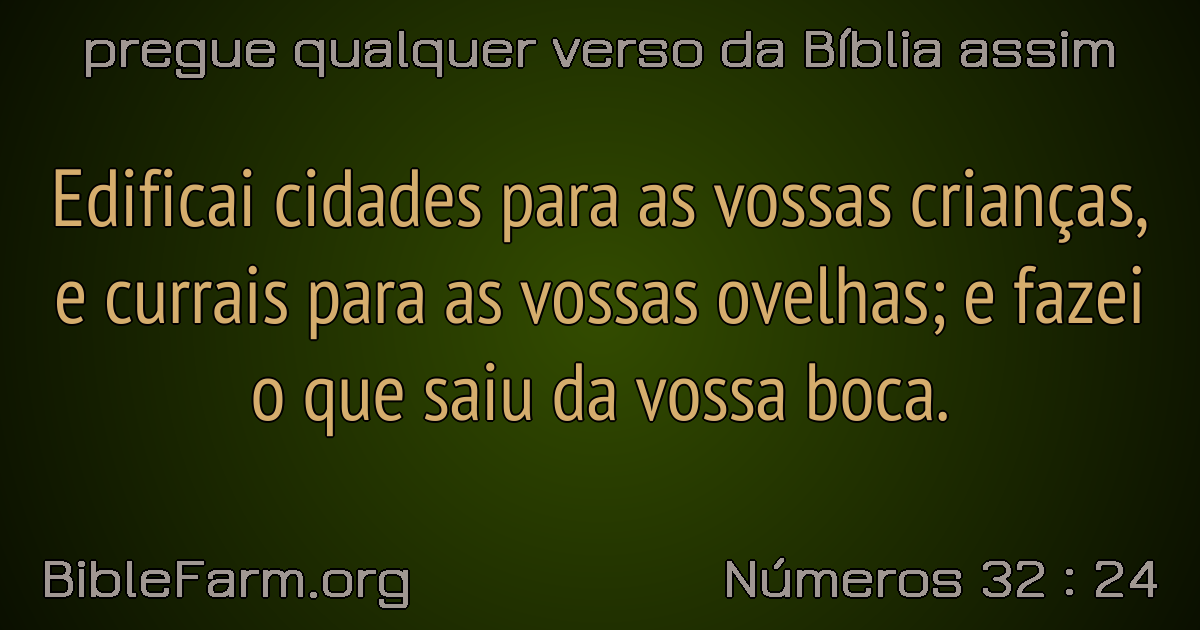 pregue qualquer verso da Bíblia assim
Edificai cidades para as vossas crianças,
e currais para as vossas ovelhas; e fazei
o que saiu da vossa boca.
BibleFarm.org
Números 32 : 24